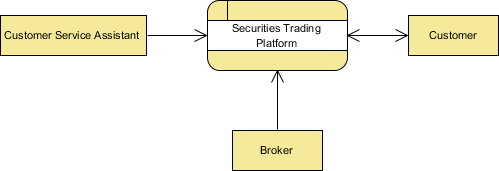 Securities Trading
Platform
Customer Service Assistant
Customer
Broker